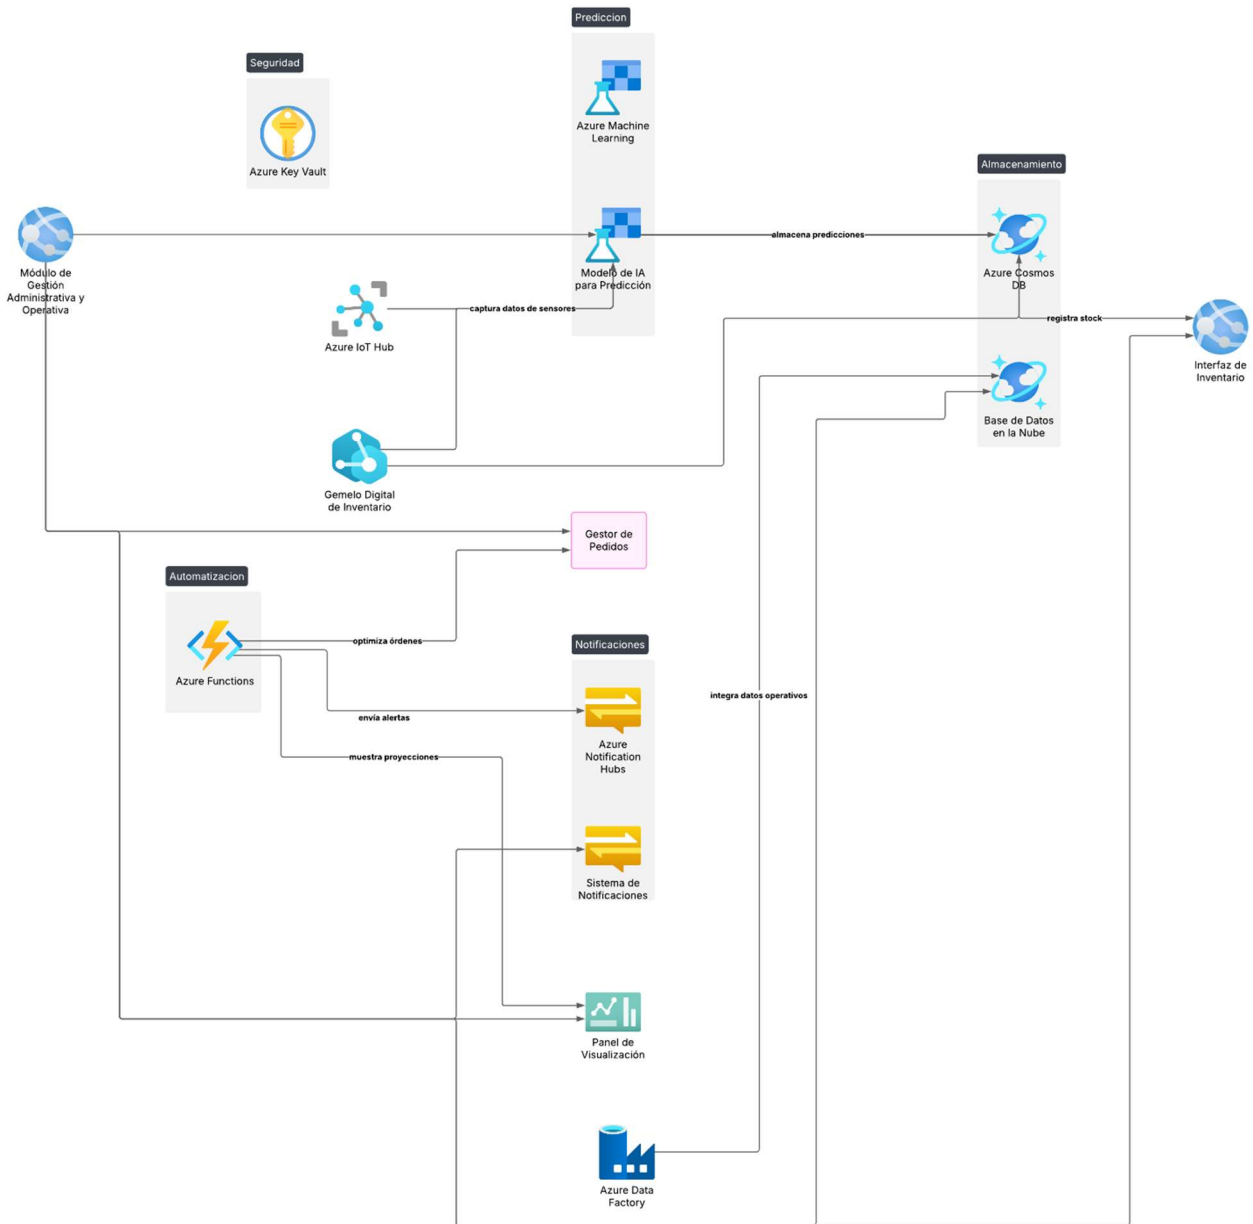 Prediccion
Seguridad
Azure Machine
Learning
Azure Key Vault
Almacenamiento
almacena predicciones
Módulo de
Gestión
Administrativa y
Operativa
Modelo de IA
para Predicción
Azure Cosmos
DB
captura datos de sensores
registra stock
Azure IoT Hub
Interfaz de
Inventario
Base de Datos
en la Nube
Gemelo Digital
de Inventario
Gestor de
Pedidos
Automatizacion
optimiza órdenes
Notificaciones
Azure Functions
integra datos operativos
envía alertas
Azure
Notification
Hubs
muestra proyecciones
Sistema de
Notificaciones
Panel de
Visualización
Azure Data
Factory